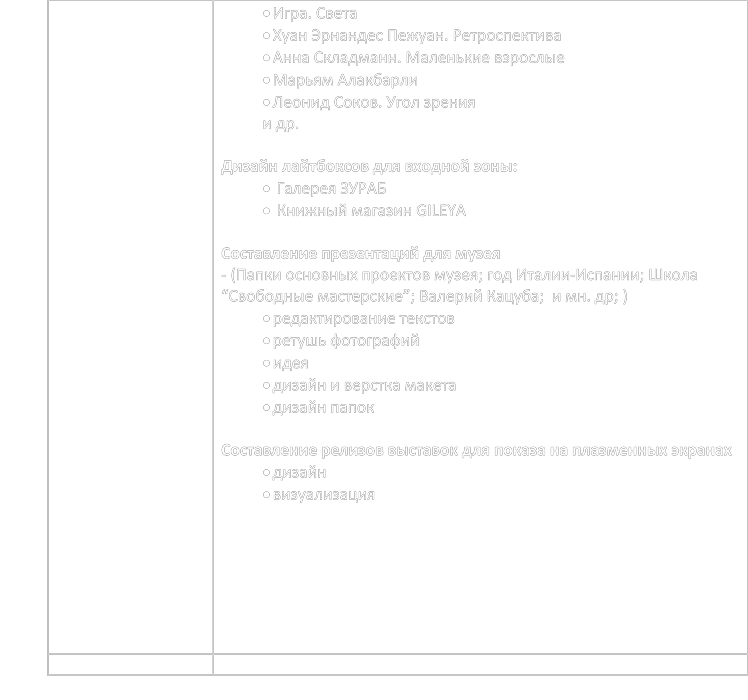 ○ Игра. Света
○ Хуан Эрнандес Пежуан. Ретроспектива
○ Анна Складманн. Маленькие взрослые
○ Марьям Алакбарли
○ Леонид Соков. Угол зрения
и др.
Дизайн лайтбоксов для входной зоны:
○ Галерея ЗУРАБ
○ Книжный магазин GILEYA
Составление презентаций для музея
- (Папки основных проектов музея; год Италии-Испании; Школа
“Свободные мастерские”; Валерий Кацуба; и мн. др; )
○ редактирование текстов
○ ретушь фотографий
○ идея
○ дизайн и верстка макета
○ дизайн папок
Составление релизов выставок для показа на плазменных экранах
○ дизайн
○ визуализация